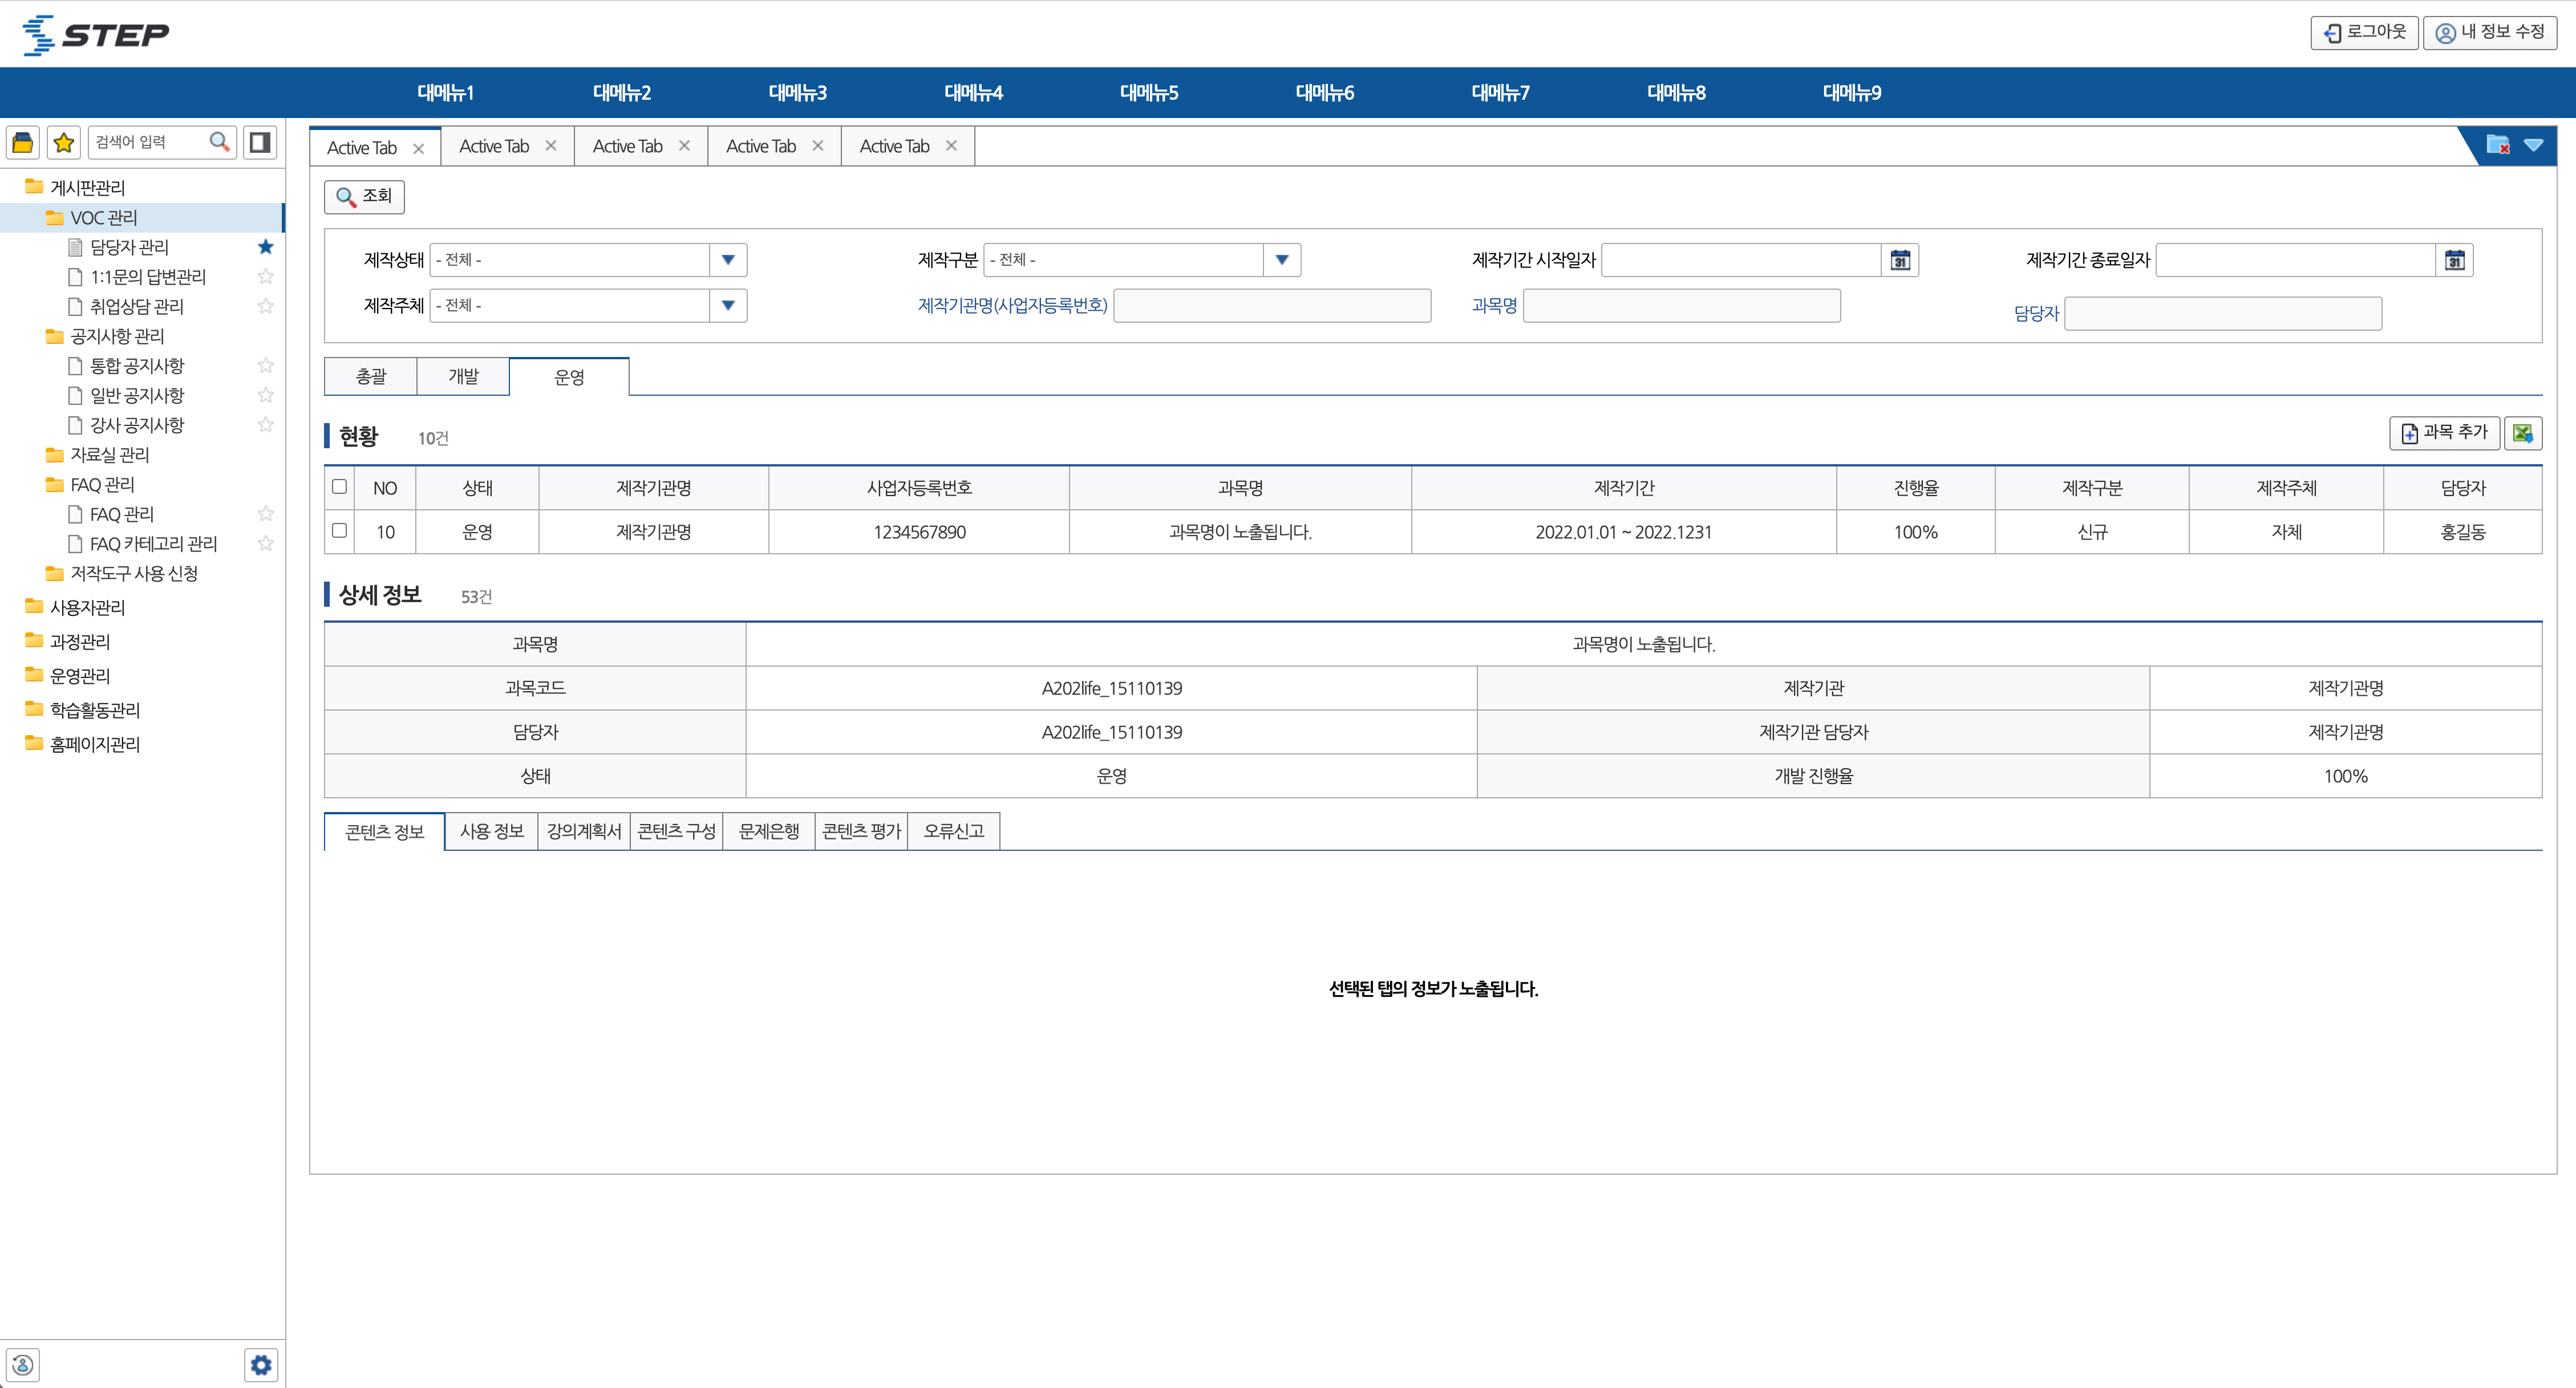 STEP
로그아웃
내 정보 수정
대메뉴1 대메뉴2 대메뉴3 대메뉴4 대메뉴5 대메뉴6 대메뉴7 대메뉴8 대메뉴9
검색어 입력
게시판관리
VOC 관리
담당자 관리
1:1문의 답변관리
취업상담 관리
공지사항 관리
통합 공지사항
일반 공지사항
강사 공지사항
자료실 관리
FAQ 관리
FAQ 관리
FAQ 카테고리 관리
저작도구 사용 신청
사용자관리
과정관리
운영관리
학습활동관리
홈페이지관리
Active Tab Active Tab Active Tab Active Tab Active Tab
조회
제작상태 - 전체 - 제작구분 - 전체 - 제작기간 시작일자 31 제작기간 종료일자 31
제작주체 - 전체 - 제작기관명(사업자등록번호) 과목명 담당자
총괄 개발 운영
현황 10건 과목 추가
NO 상태 제작기관명 사업자등록번호 과목명 제작기간 진행율 제작구분 제작주체 담당자
10 운영 제작기관명 1234567890 과목명이 노출됩니다. 2022.01.01 ~ 2022.1231 100% 신규 자체 홍길동
상세 정보 53건
과목명 과목명이 노출됩니다.
과목코드 A202life_15110139 제작기관 제작기관명
담당자 A202life_15110139 제작기관 담당자 제작기관명
상태 운영 개발 진행율 100%
콘텐츠 정보 사용 정보 강의계획서 콘텐츠 구성 문제은행 콘텐츠 평가 오류신고
선택된 탭의 정보가 노출됩니다.